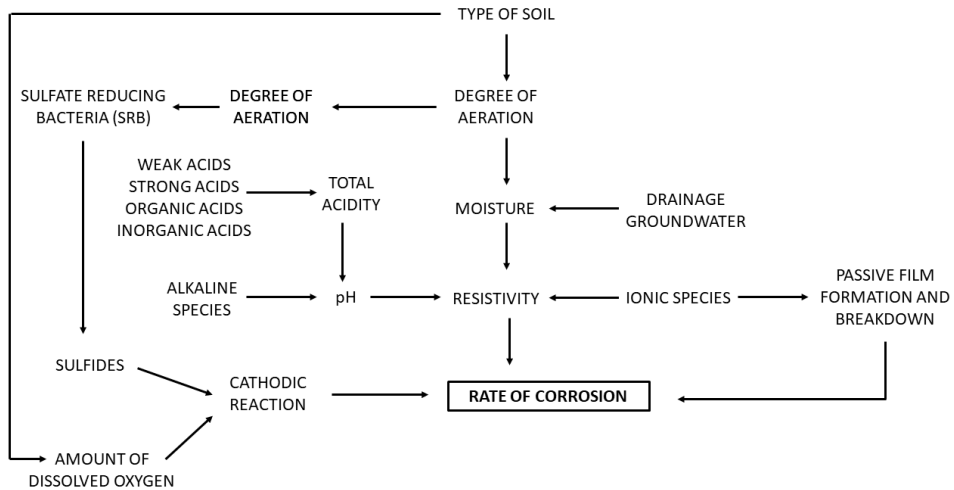 TYPE OF SOIL
SULFATE REDUCING
BACTERIA (SRB)
DEGREE OF
AERATION
DEGREE OF
AERATION
WEAK ACIDS
STRONG ACIDS
ORGANIC ACIDS
INORGANIC ACIDS
TOTAL
ACIDITY
MOISTURE
DRAINAGE
GROUNDWATER
ALKALINE
SPECIES
pH
RESISTIVITY
IONIC SPECIES
PASSIVE FILM
FORMATION AND
BREAKDOWN
SULFIDES
CATHODIC
REACTION
RATE OF CORROSION
AMOUNT OF
DISSOLVED OXYGEN